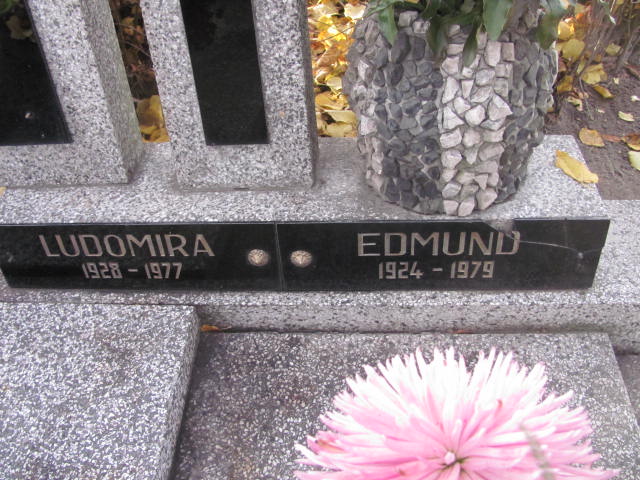 LUDOMIRA
1928 - 1977
EDMUND
1924 - 1979